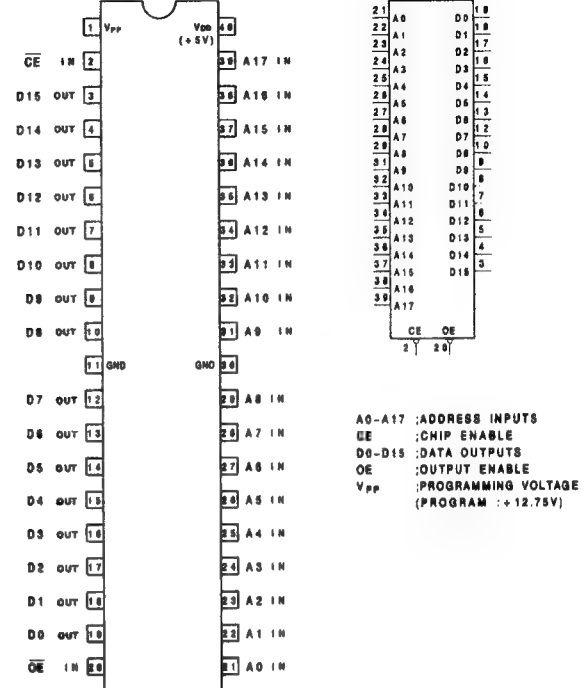 1 VPP VDD 40
(+5V)
CE IN 2 39 A17 IN
D15 OUT 3 38 A16 IN
D14 OUT 4 37 A15 IN
D13 OUT 5 36 A14 IN
D12 OUT 6 35 A13 IN
D11 OUT 7 34 A12 IN
D10 OUT 8 33 A11 IN
D9 OUT 9 32 A10 IN
D8 OUT 10 31 A9 IN
11 GND GND 30
D7 OUT 12 29 A8 IN
D6 OUT 13 28 A7 IN
D5 OUT 14 27 A6 IN
D4 OUT 15 26 A5 IN
D3 OUT 16 25 A4 IN
D2 OUT 17 24 A3 IN
D1 OUT 18 23 A2 IN
D0 OUT 19 22 A1 IN
OE IN 20 21 A0 IN
21 A0 D0 19
22 A1 D1 18
23 A2 D2 17
24 A3 D3 16
25 A4 D4 15
26 A5 D5 14
27 A6 D6 13
28 A7 D7 12
29 A8 D8 10
31 A9 D9 9
32 A10 D10 8
33 A11 D11 7
34 A12 D12 6
35 A13 D13 5
36 A14 D14 4
37 A15 D15 3
38 A16
39 A17
CE OE
2 20
A0-A17 ;ADDRESS INPUTS
CE ;CHIP ENABLE
D0-D15 ;DATA OUTPUTS
OE ;OUTPUT ENABLE
VPP ;PROGRAMMING VOLTAGE
(PROGRAM :+12.75V)